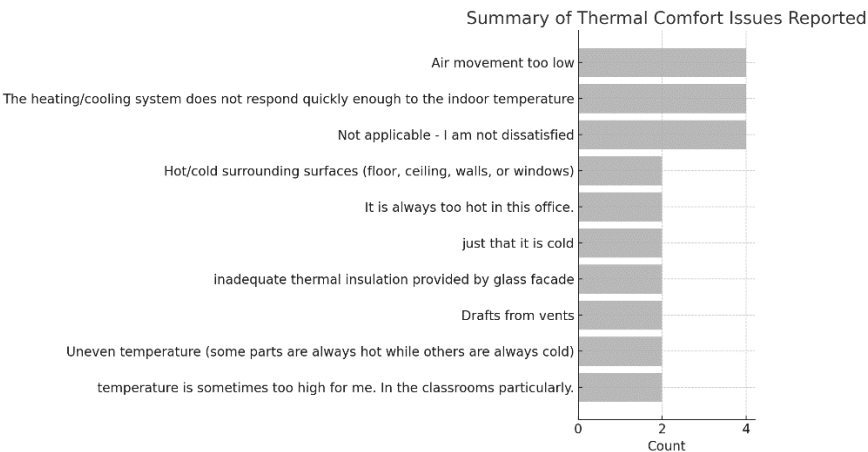 Summary of Thermal Comfort Issues Reported
Air movement too low
The heating/cooling system does not respond quickly enough to the indoor temperature
Not applicable - I am not dissatisfied
Hot/cold surrounding surfaces (floor, ceiling, walls, or windows)
It is always too hot in this office.
just that it is cold
inadequate thermal insulation provided by glass facade
Drafts from vents
Uneven temperature (some parts are always hot while others are always cold)
temperature is sometimes too high for me. In the classrooms particularly.
0 2 4
Count